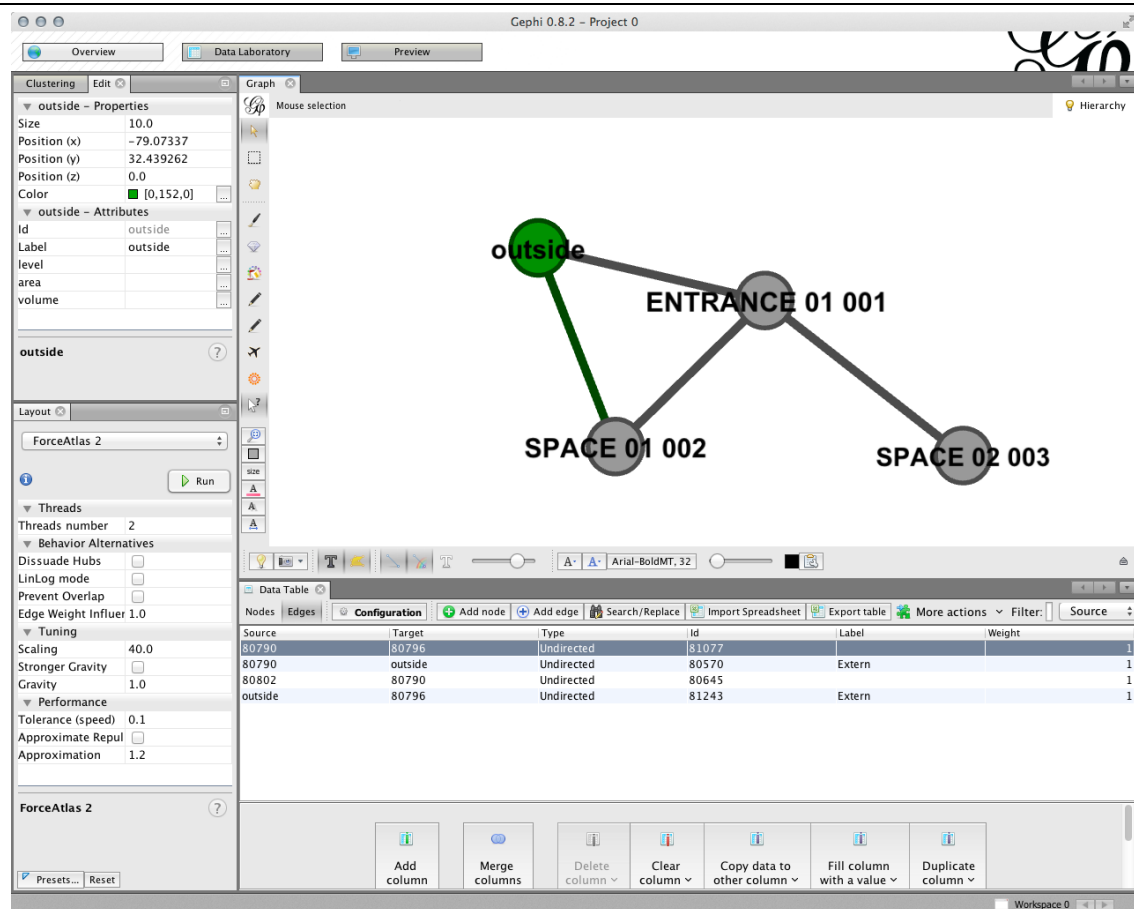 Gephi 0.8.2 – Project 0
Overview
Data Laboratory
Preview
Clustering
Edit
outside – Properties
Size 10.0
Position (x) −79.07337
Position (y) 32.439262
Position (z) 0.0
Color [0,152,0] ...
outside – Attributes
Id outside ...
Label outside ...
level ...
area ...
volume ...
outside
?
Layout
ForceAtlas 2
Run
Threads
Threads number 2
Behavior Alternatives
Dissuade Hubs
LinLog mode
Prevent Overlap
Edge Weight Influer 1.0
Tuning
Scaling 40.0
Stronger Gravity
Gravity 1.0
Performance
Tolerance (speed) 0.1
Approximate Repul
Approximation 1.2
ForceAtlas 2
?
Presets... Reset
Graph
Mouse selection
Hierarchy
size
A
A
A
outside
ENTRANCE 01 001
SPACE 01 002
SPACE 02 003
T
T
A- A- Arial-BoldMT, 32
Data Table
Nodes Edges Configuration Add node Add edge Search/Replace Import Spreadsheet Export table More actions Filter: Source
Source Target Type Id Label Weight
80790 80796 Undirected 81077 1
80790 outside Undirected 80570 Extern 1
80802 80790 Undirected 80645 1
outside 80796 Undirected 81243 Extern 1
Add column
Merge columns
Delete column
Clear column
Copy data to other column
Fill column with a value
Duplicate column
Workspace 0